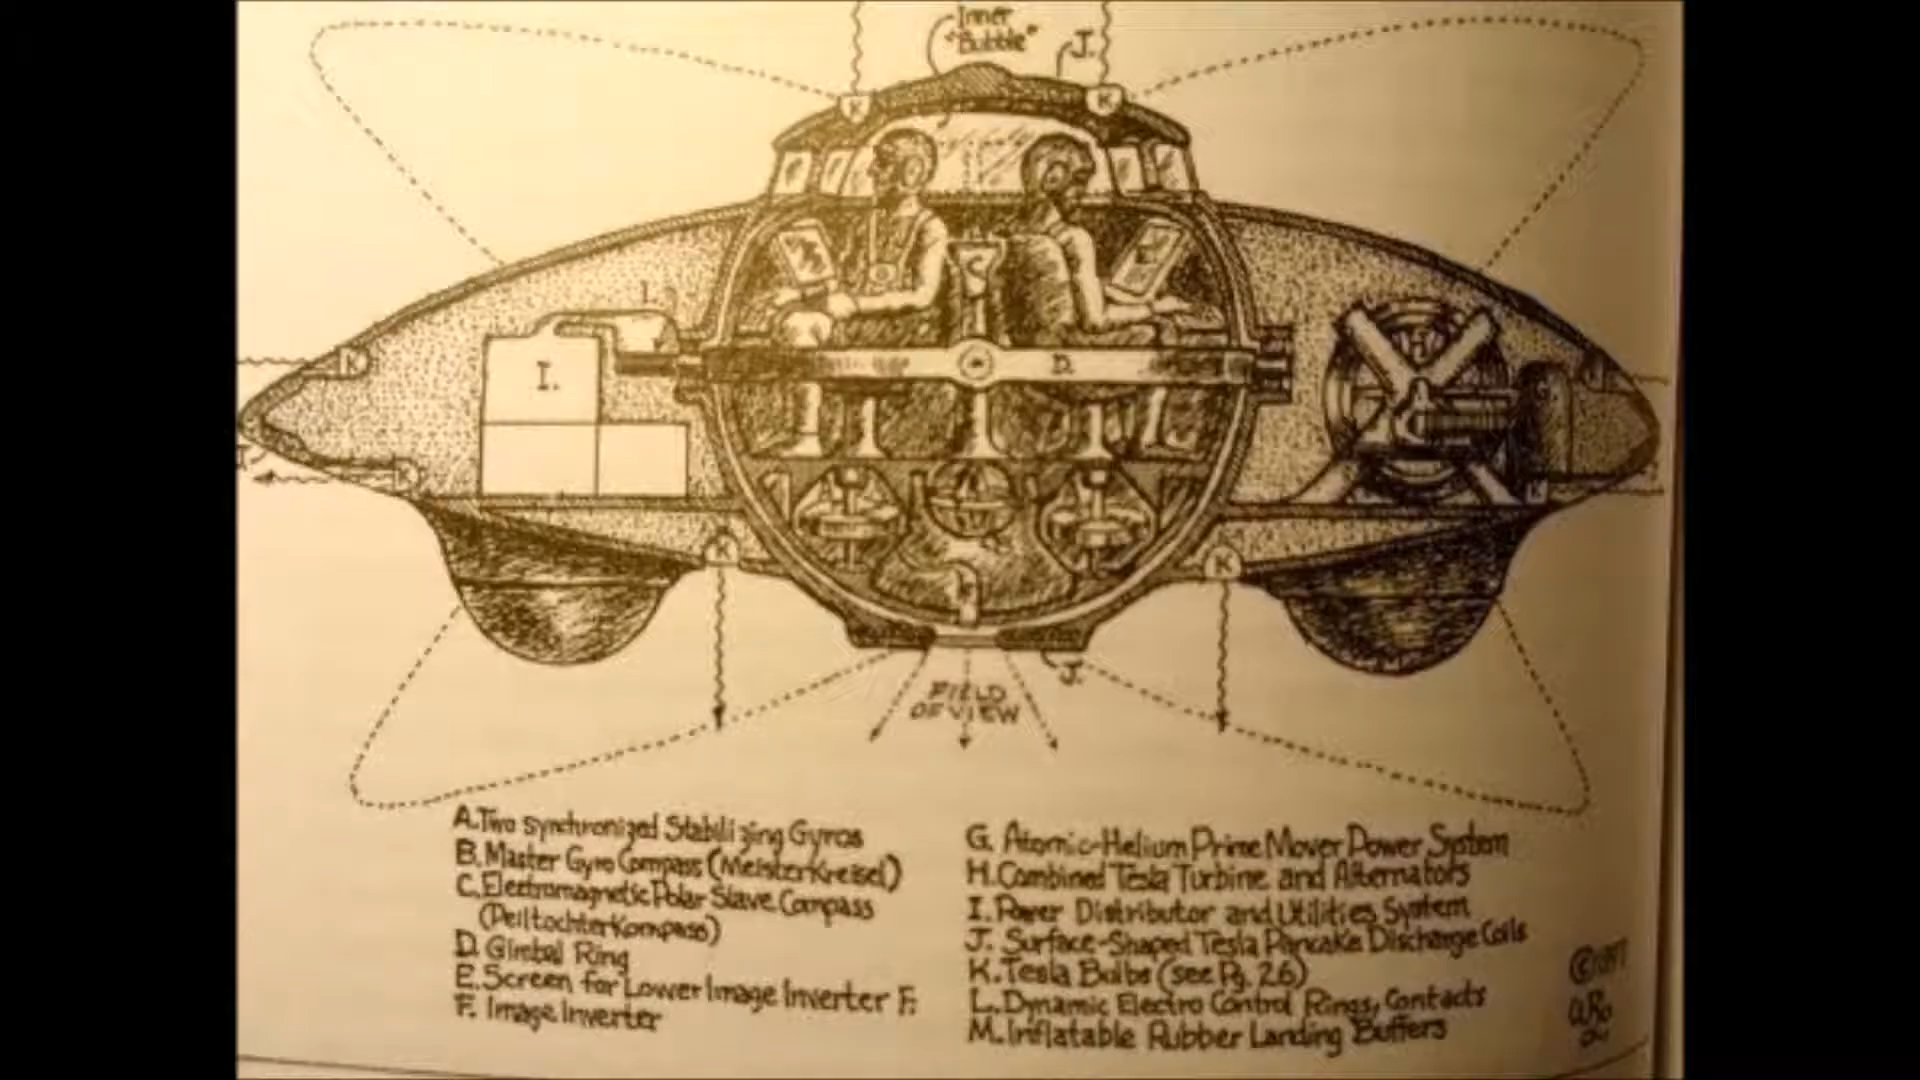 Inner
"Bubble"
J.
K
K
C
I.
D.
H
G
K
K
K
K
J.
FIELD
OF VIEW
A. Two synchronized Stabilizing Gyros
B. Master Gyro Compass (Meisterkreisel)
C. Electromagnetic Polar Slave Compass
(Peiltochterkompass)
D. Gimbal Ring
E. Screen for Lower Image Inverter F.
F. Image Inverter
G. Atomic-Helium Prime Mover Power System
H. Combined Tesla Turbine and Alternators
I. Power Distributor and Utilities System
J. Surface-Shaped Tesla Pancake Discharge Coils
K. Tesla Bulbs (see Pg. 26)
L. Dynamic Electro Control Rings, Contacts
M. Inflatable Rubber Landing Buffers